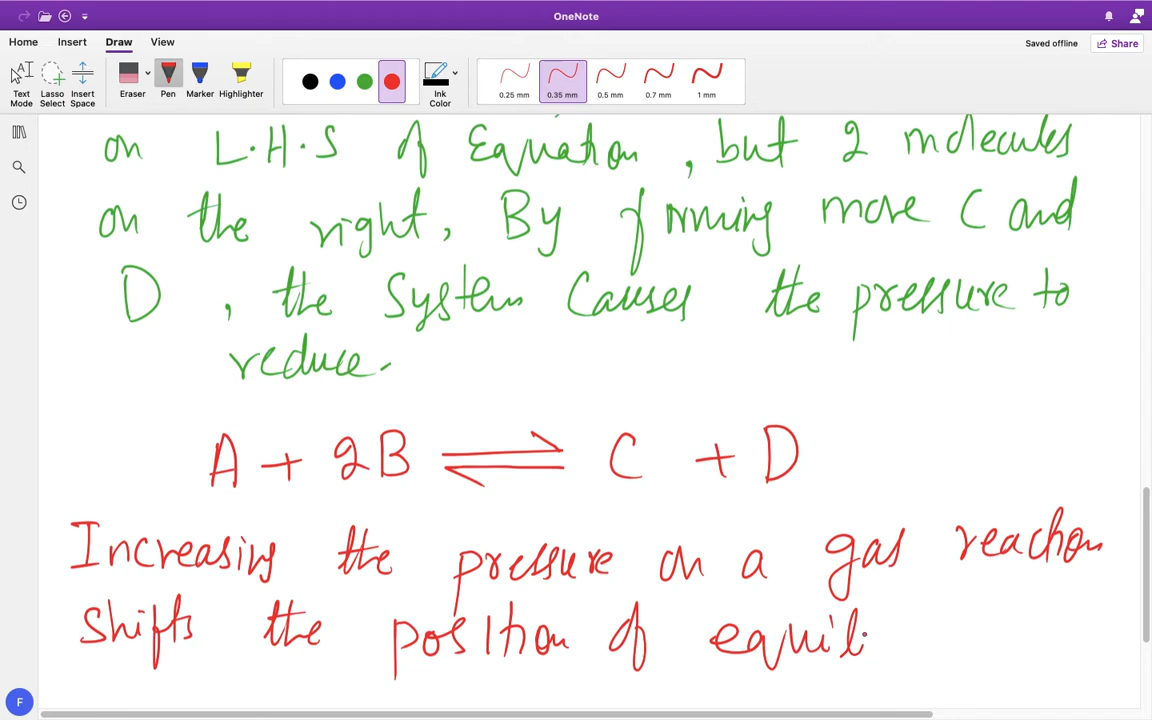 OneNote
Home Insert Draw View
Saved offline Share
Text Mode
Lasso Select
Insert Space
Eraser
Pen
Marker
Highlighter
Ink Color
0.25 mm 0.35 mm 0.5 mm 0.7 mm 1 mm
on L.H.S of Equation, but 2 molecules
on the right, By forming more C and
D, the System Causes the pressure to
reduce.
A + 2B ⇌ C + D
Increasing the pressure on a gas reaction
Shifts the position of equil
F